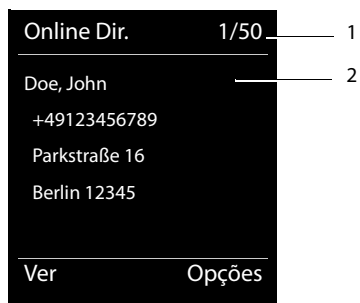 Online Dir. 1/50 1
2
Doe, John
+49123456789
Parkstraße 16
Berlin 12345
Ver Opções